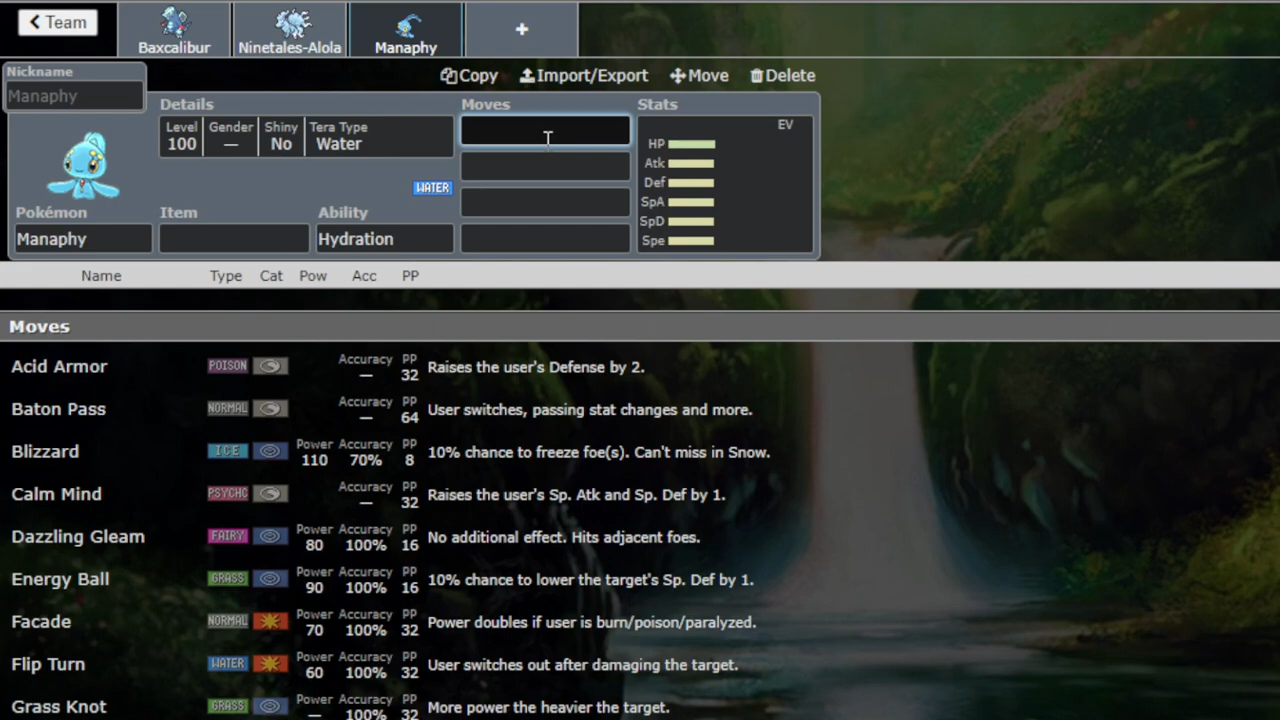 Team
Baxcalibur
Ninetales-Alola
Manaphy
+
Nickname
Manaphy
Copy
Import/Export
Move
Delete
Details
Moves
Stats
Level
100
Gender
—
Shiny
No
Tera Type
Water
EV
HP
Atk
Def
SpA
SpD
Spe
WATER
Pokémon
Manaphy
Item
Ability
Hydration
Name Type Cat Pow Acc PP
Moves
Acid Armor POISON Accuracy — PP 32 Raises the user's Defense by 2.
Baton Pass NORMAL Accuracy — PP 64 User switches, passing stat changes and more.
Blizzard ICE Power 110 Accuracy 70% PP 8 10% chance to freeze foe(s). Can't miss in Snow.
Calm Mind PSYCHC Accuracy — PP 32 Raises the user's Sp. Atk and Sp. Def by 1.
Dazzling Gleam FAIRY Power 80 Accuracy 100% PP 16 No additional effect. Hits adjacent foes.
Energy Ball GRASS Power 90 Accuracy 100% PP 16 10% chance to lower the target's Sp. Def by 1.
Facade NORMAL Power 70 Accuracy 100% PP 32 Power doubles if user is burn/poison/paralyzed.
Flip Turn WATER Power 60 Accuracy 100% PP 32 User switches out after damaging the target.
Grass Knot GRASS Power — Accuracy 100% PP 32 More power the heavier the target.